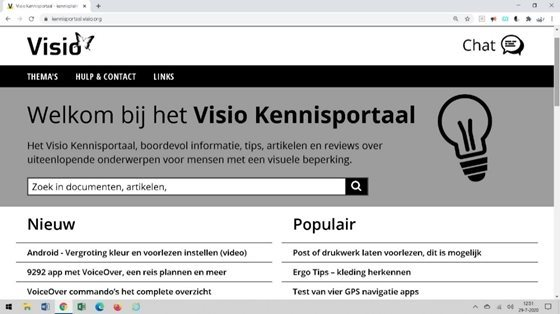 Visio Kennisportaal - kennisplein
kennisportaal.visio.org
Visio
Chat
THEMA'S HULP & CONTACT LINKS
Welkom bij het Visio Kennisportaal
Het Visio Kennisportaal, boordevol informatie, tips, artikelen en reviews over
uiteenlopende onderwerpen voor mensen met een visuele beperking.
Zoek in documenten, artikelen,
Nieuw
Android - Vergroting kleur en voorlezen instellen (video)
9292 app met VoiceOver, een reis plannen en meer
VoiceOver commando's het complete overzicht
Populair
Post of drukwerk laten voorlezen, dit is mogelijk
Ergo Tips – kleding herkennen
Test van vier GPS navigatie apps
12:51
29-7-2020